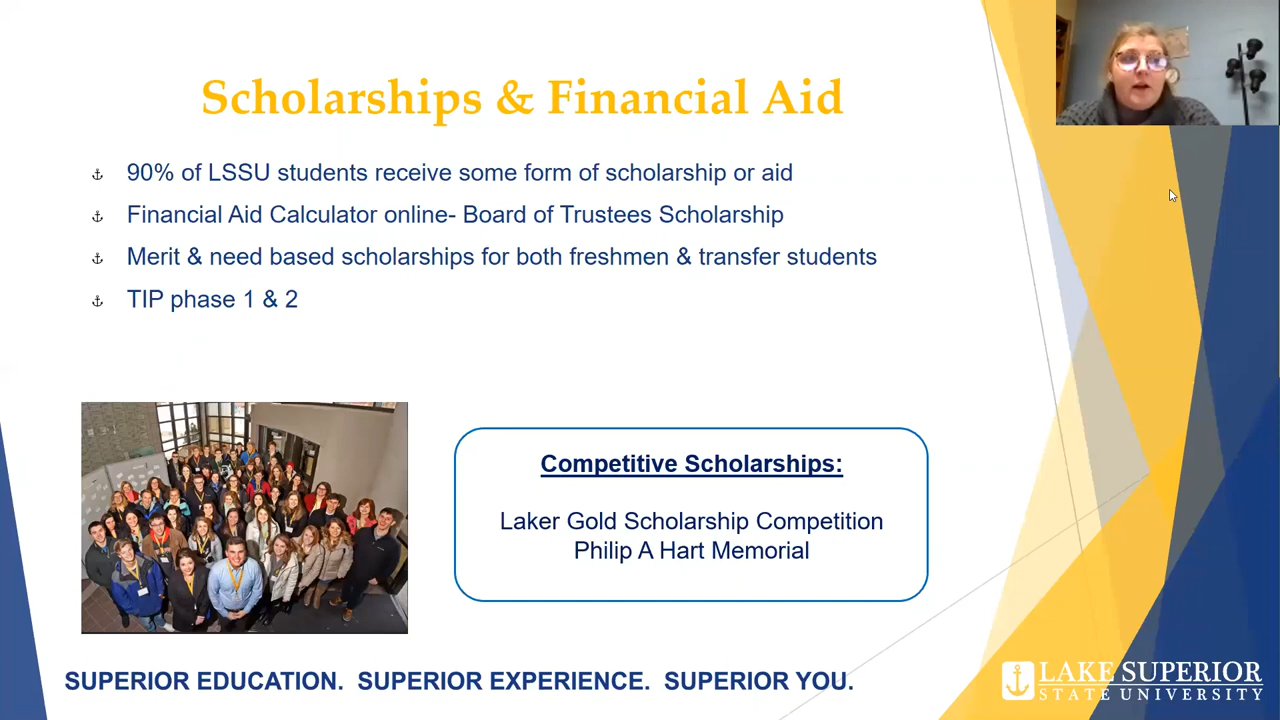 Scholarships & Financial Aid
90% of LSSU students receive some form of scholarship or aid
Financial Aid Calculator online- Board of Trustees Scholarship
Merit & need based scholarships for both freshmen & transfer students
TIP phase 1 & 2
Competitive Scholarships:
Laker Gold Scholarship Competition
Philip A Hart Memorial
SUPERIOR EDUCATION. SUPERIOR EXPERIENCE. SUPERIOR YOU.
LAKE SUPERIOR
STATE UNIVERSITY